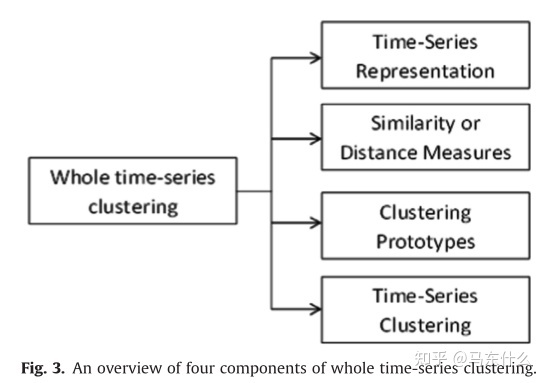 Time-Series
Representation
Similarity or
Distance Measures
Whole time-series
clustering
Clustering
Prototypes
Time-Series
Clustering
知乎 @马东什么
Fig. 3. An overview of four components of whole time-series clustering.